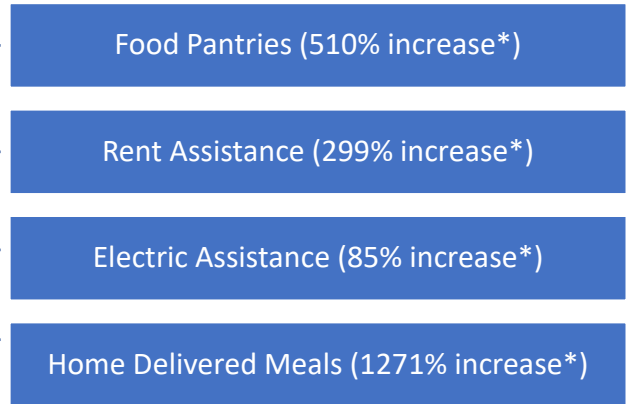 Food Pantries (510% increase*)
Rent Assistance (299% increase*)
Electric Assistance (85% increase*)
Home Delivered Meals (1271% increase*)